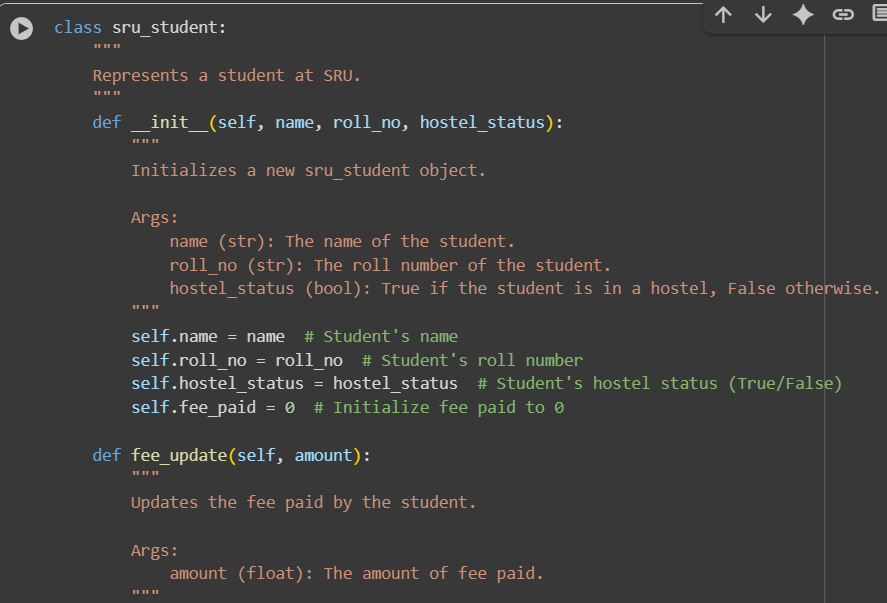 class sru_student:
    """
    Represents a student at SRU.
    """
    def __init__(self, name, roll_no, hostel_status):
        """
        Initializes a new sru_student object.

        Args:
            name (str): The name of the student.
            roll_no (str): The roll number of the student.
            hostel_status (bool): True if the student is in a hostel, False otherwise.
        """
        self.name = name  # Student's name
        self.roll_no = roll_no  # Student's roll number
        self.hostel_status = hostel_status  # Student's hostel status (True/False)
        self.fee_paid = 0  # Initialize fee paid to 0

    def fee_update(self, amount):
        """
        Updates the fee paid by the student.

        Args:
            amount (float): The amount of fee paid.
        """